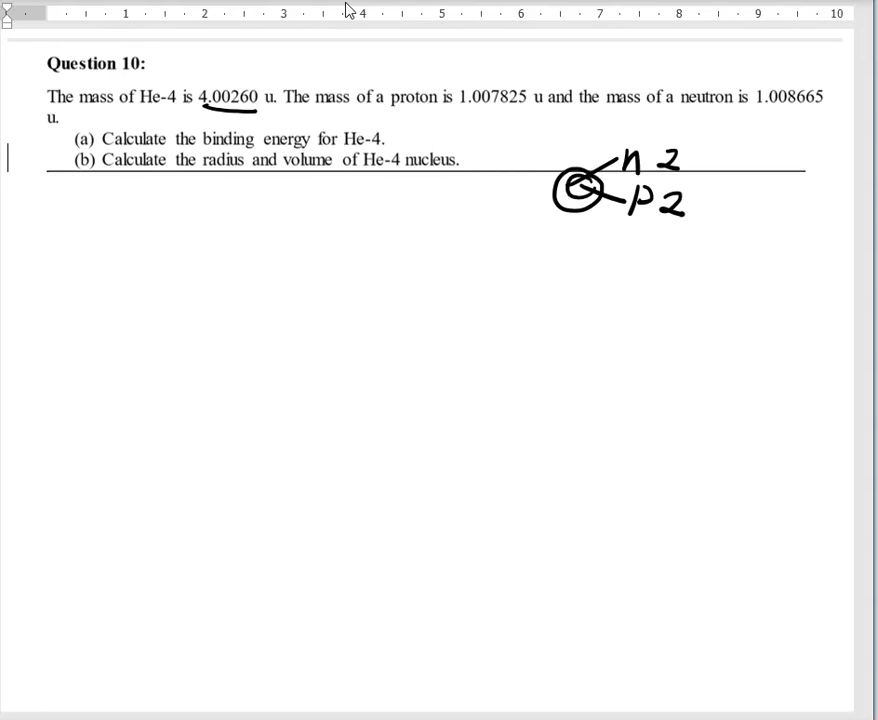 1 2 3 4 5 6 7 8 9 10
Question 10:
The mass of He-4 is 4.00260 u. The mass of a proton is 1.007825 u and the mass of a neutron is 1.008665
u.
(a) Calculate the binding energy for He-4.
(b) Calculate the radius and volume of He-4 nucleus.
n 2
p 2